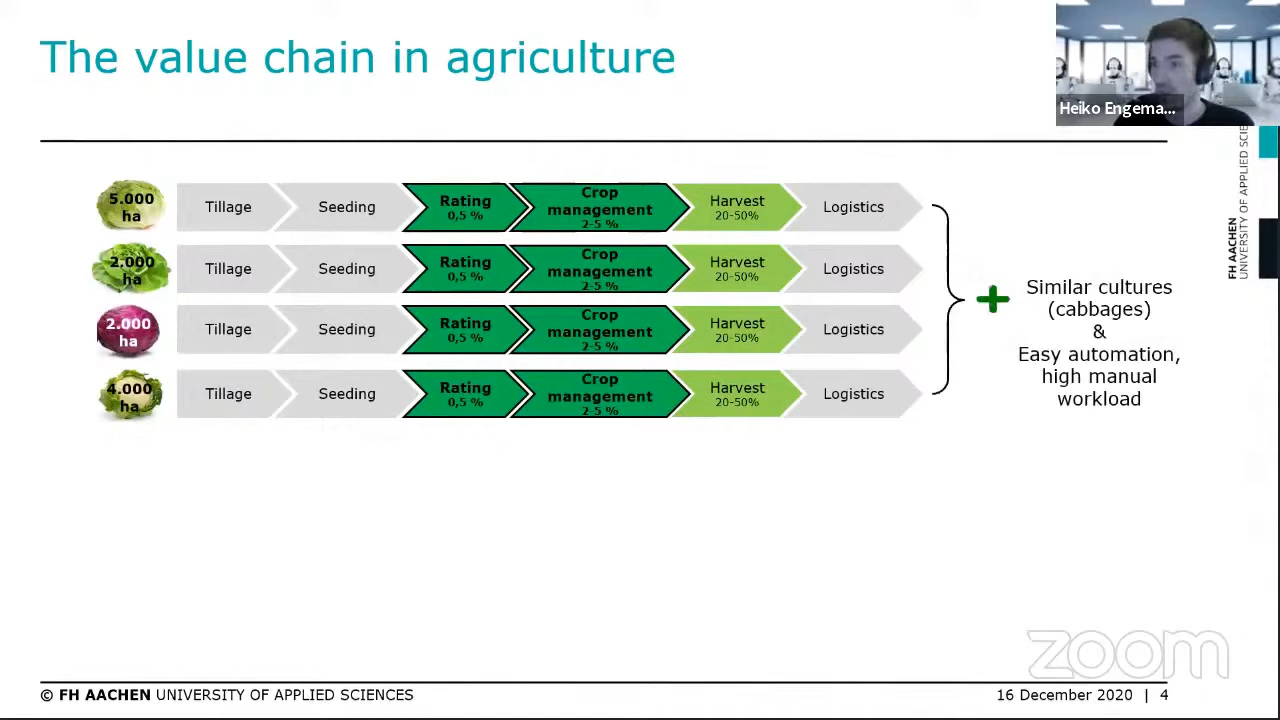 The value chain in agriculture
Heiko Engema...
FH AACHEN
UNIVERSITY OF APPLIED SCIE
5.000
ha
Tillage
Seeding
Rating
0,5 %
Crop
management
2-5 %
Harvest
20-50%
Logistics
2.000
ha
Tillage
Seeding
Rating
0,5 %
Crop
management
2-5 %
Harvest
20-50%
Logistics
2.000
ha
Tillage
Seeding
Rating
0,5 %
Crop
management
2-5 %
Harvest
20-50%
Logistics
4.000
ha
Tillage
Seeding
Rating
0,5 %
Crop
management
2-5 %
Harvest
20-50%
Logistics
Similar cultures
(cabbages)
&
Easy automation,
high manual
workload
zoom
© FH AACHEN UNIVERSITY OF APPLIED SCIENCES
16 December 2020 | 4